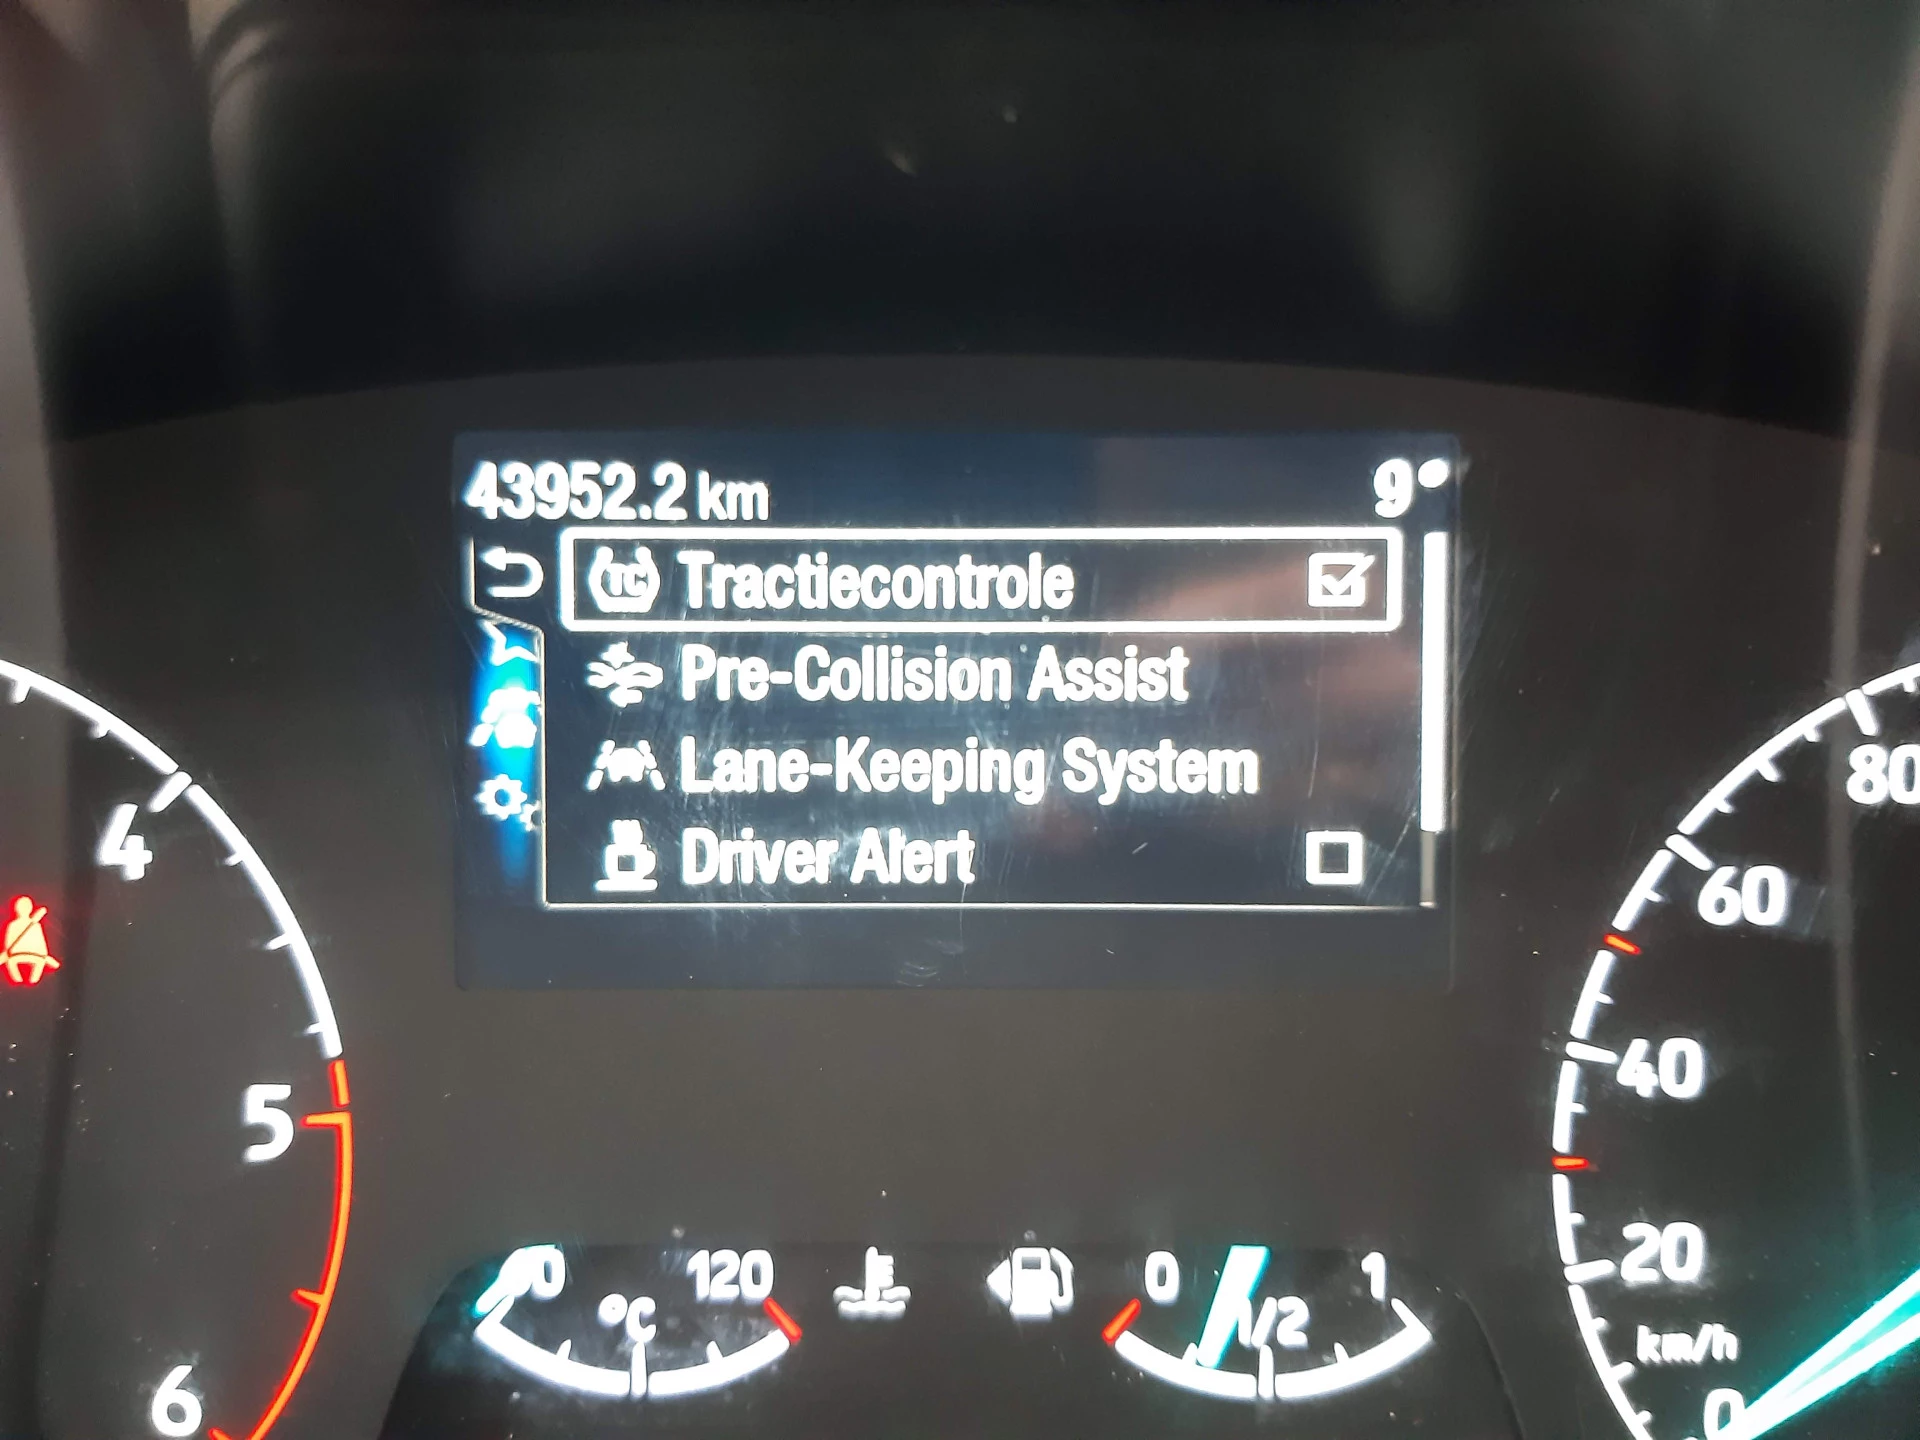 43952.2 km 9°
TC Tractiecontrole
Pre-Collision Assist
Lane-Keeping System
Driver Alert
4
5
6
80
60
40
20
km/h
0
120
°C
0
1/2
1